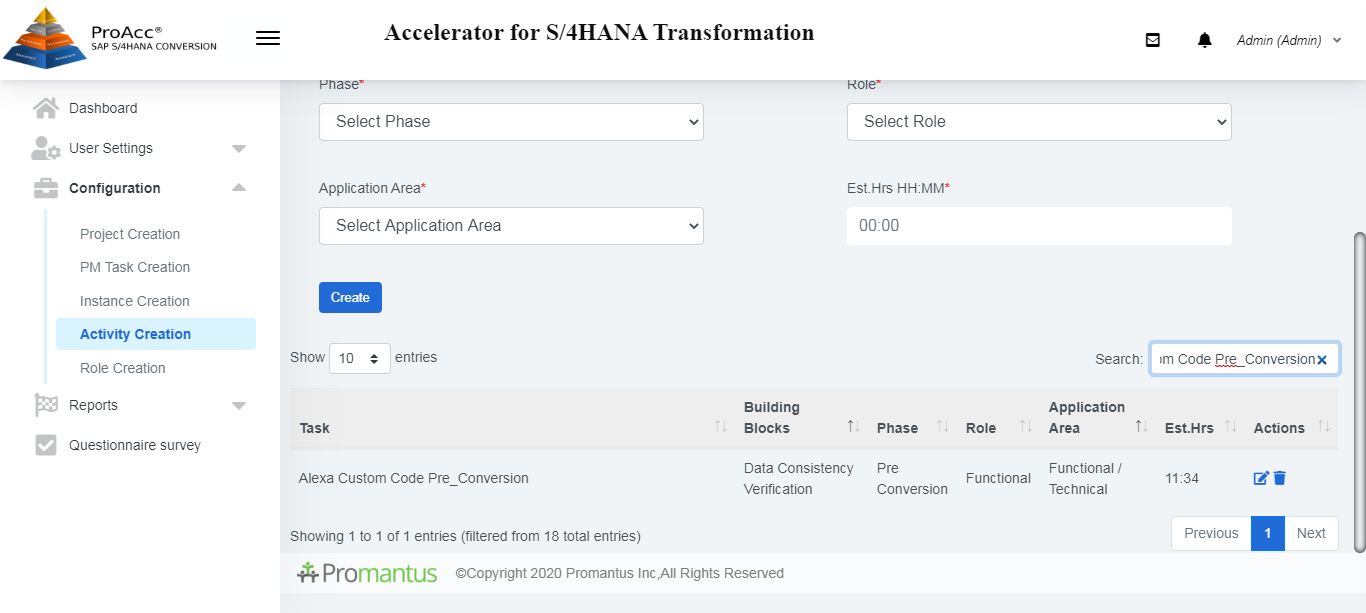 ProAcc®
SAP S/4HANA CONVERSION
Accelerator for S/4HANA Transformation
Admin (Admin)
Dashboard
User Settings
Configuration
Project Creation
PM Task Creation
Instance Creation
Activity Creation
Role Creation
Reports
Questionnaire survey
Phase*
Role*
Select Phase
Select Role
Application Area*
Est.Hrs HH:MM*
Select Application Area
00:00
Create
Show 10 entries
Search: om Code Pre_Conversion
Task
Building
Blocks
Phase
Role
Application
Area
Est.Hrs
Actions
Alexa Custom Code Pre_Conversion
Data Consistency
Verification
Pre
Conversion
Functional
Functional /
Technical
11:34
Showing 1 to 1 of 1 entries (filtered from 18 total entries)
Previous 1 Next
Promantus
©Copyright 2020 Promantus Inc,All Rights Reserved